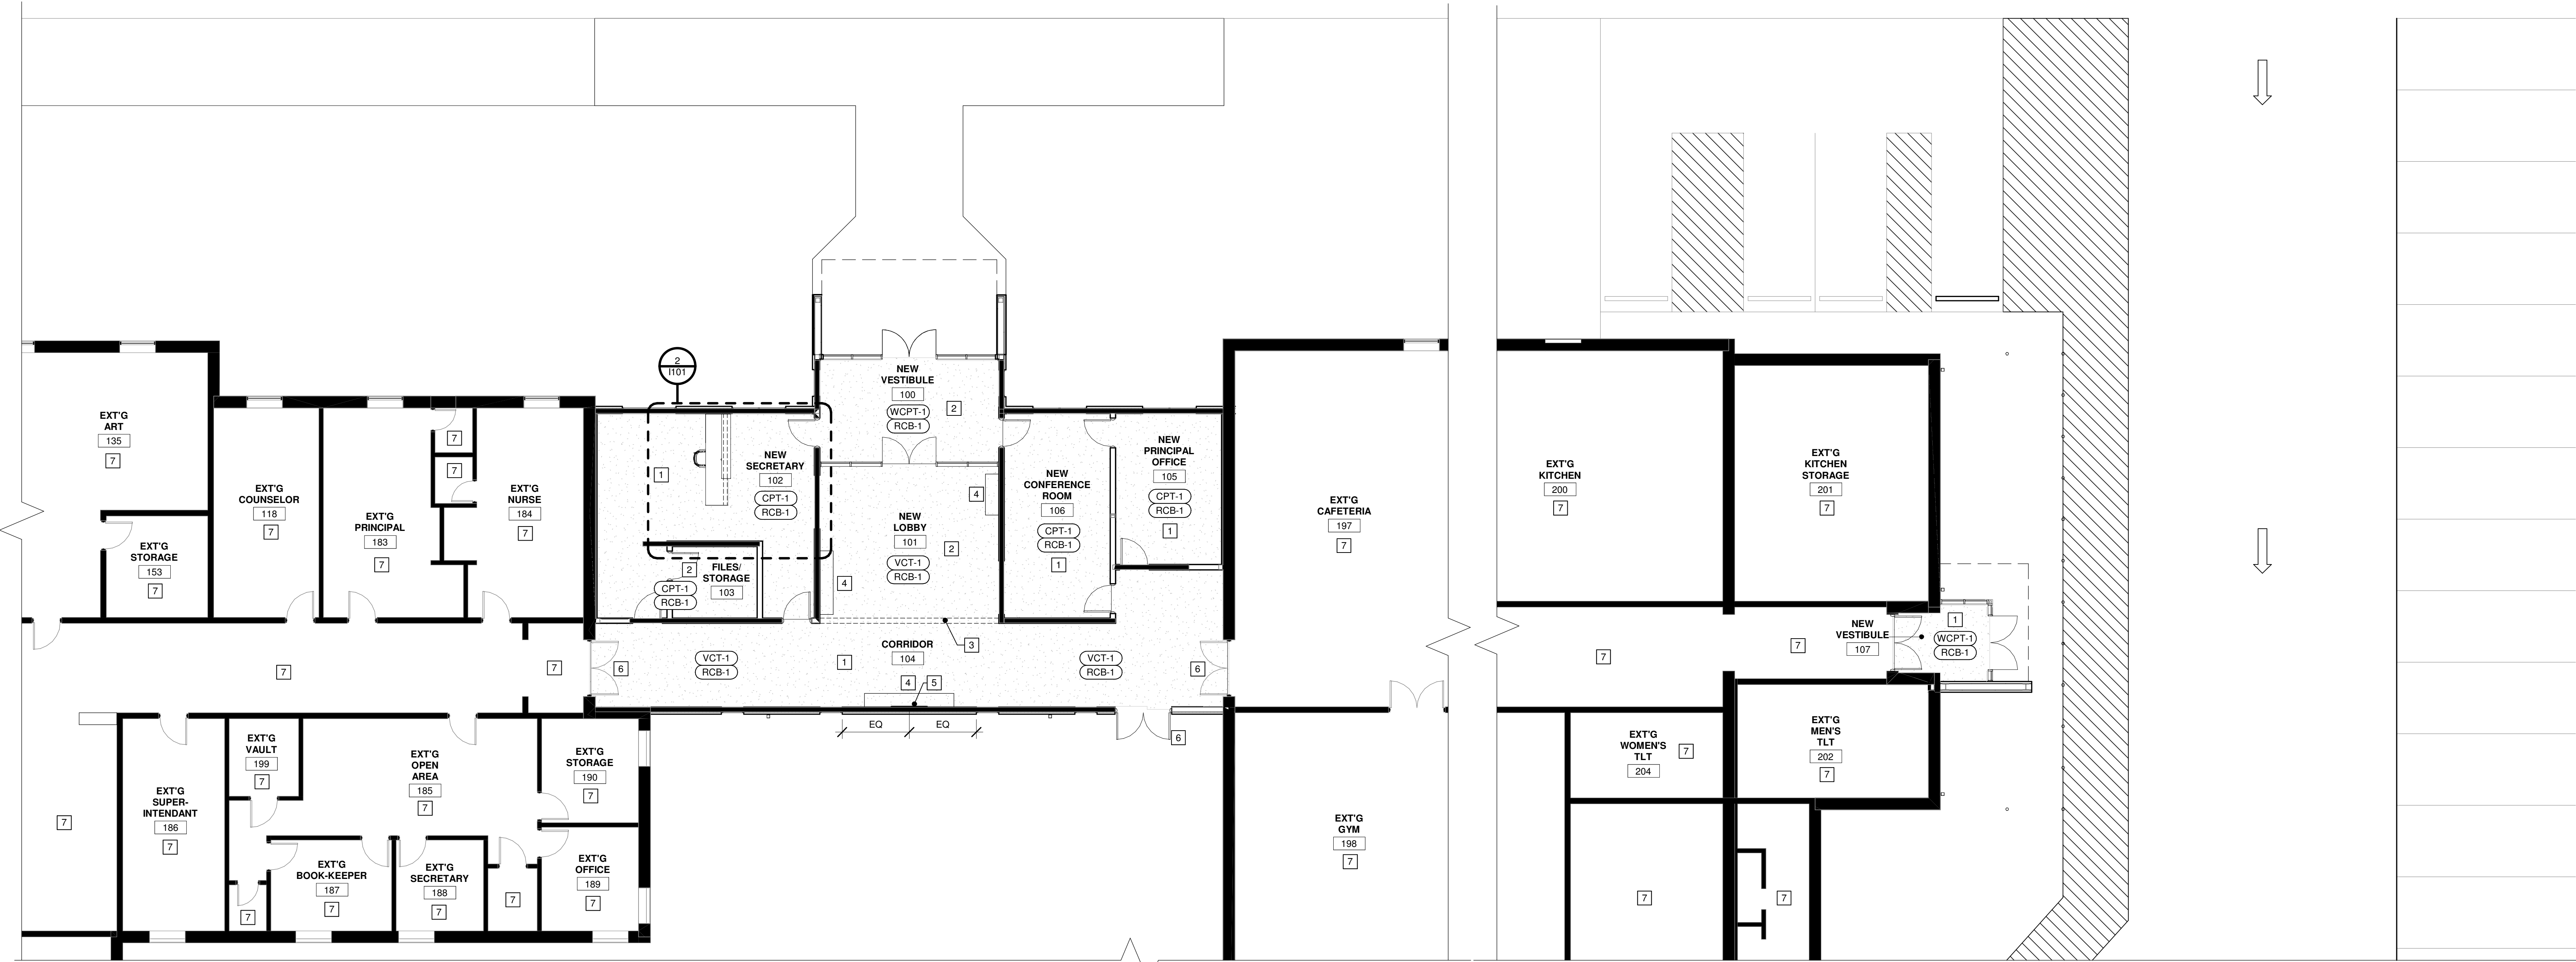 EXT'G
ART
135
7
EXT'G
STORAGE
153
7
EXT'G
COUNSELOR
118
7
EXT'G
PRINCIPAL
183
7
7
7
EXT'G
NURSE
184
7
2
I101
1
NEW
SECRETARY
102
CPT-1
RCB-1
2
FILES/
STORAGE
103
CPT-1
RCB-1
NEW
VESTIBULE
100
WCPT-1
RCB-1
2
NEW
LOBBY
101
VCT-1
RCB-1
2
4
4
3
NEW
CONFERENCE
ROOM
106
CPT-1
RCB-1
1
NEW
PRINCIPAL
OFFICE
105
CPT-1
RCB-1
1
7
7
6
VCT-1
RCB-1
1
CORRIDOR
104
VCT-1
RCB-1
6
4
5
EQ
EQ
6
EXT'G
CAFETERIA
197
7
EXT'G
KITCHEN
200
7
EXT'G
KITCHEN
STORAGE
201
7
7
7
NEW
VESTIBULE
107
1
WCPT-1
RCB-1
7
EXT'G
SUPER-
INTENDANT
186
7
EXT'G
VAULT
199
7
EXT'G
OPEN
AREA
185
7
EXT'G
STORAGE
190
7
7
EXT'G
BOOK-KEEPER
187
7
EXT'G
SECRETARY
188
7
7
EXT'G
OFFICE
189
7
EXT'G
GYM
198
7
EXT'G
WOMEN'S
TLT
204
7
EXT'G
MEN'S
TLT
202
7
7
7